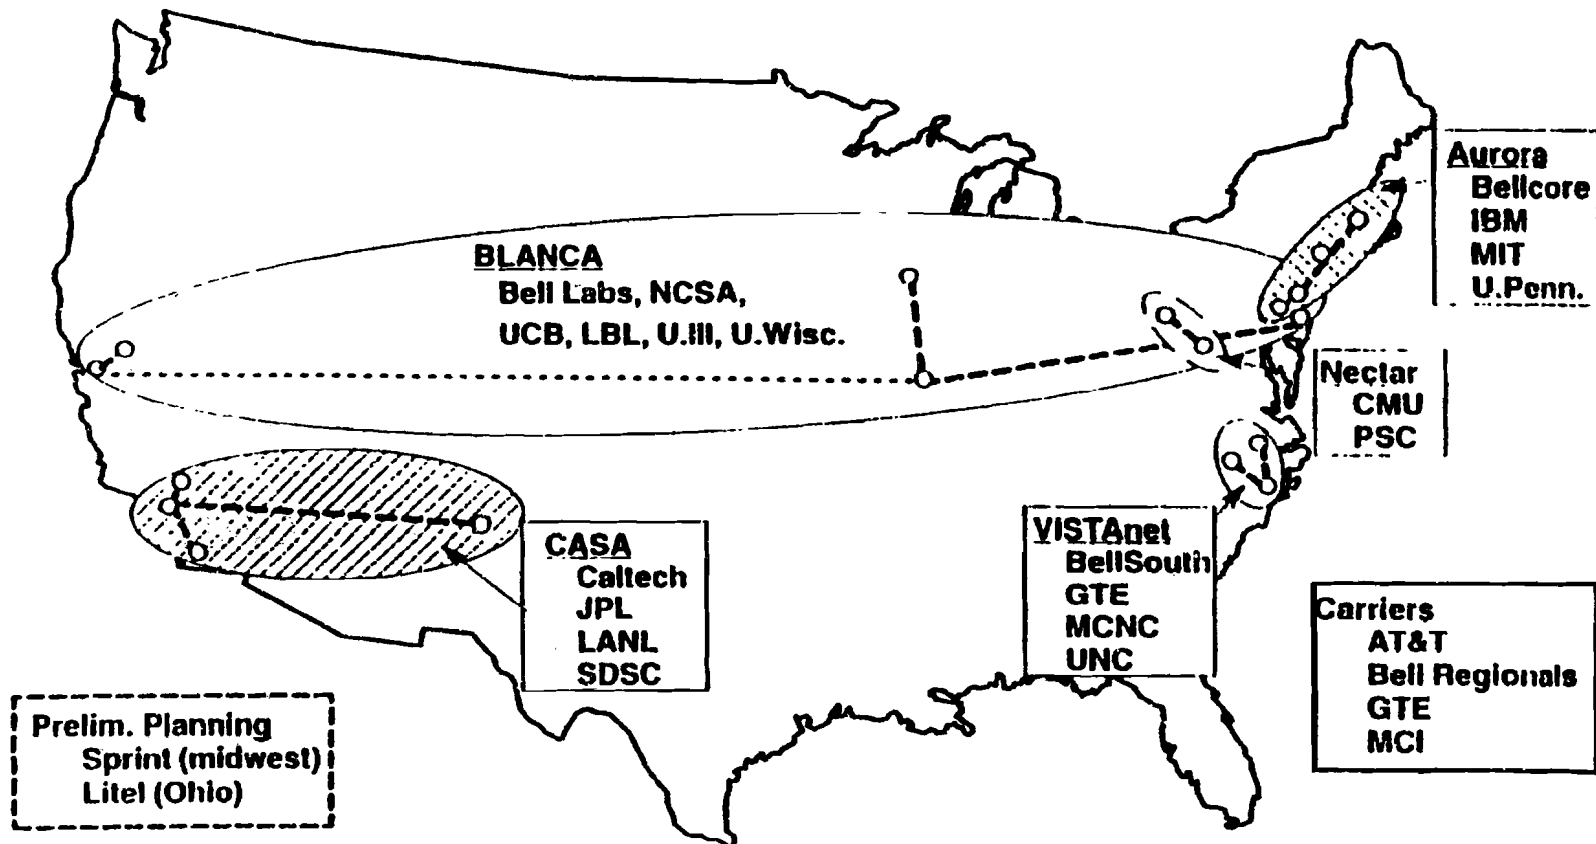 Aurora
Bellcore
IBM
MIT
U.Penn.
BLANCA
Bell Labs, NCSA,
UCB, LBL, U.Ill, U.Wisc.
Nectar
CMU
PSC
CASA
Caltech
JPL
LANL
SDSC
VISTAnet
BellSouth
GTE
MCNC
UNC
Carriers
AT&T
Bell Regionals
GTE
MCI
Prelim. Planning
Sprint (midwest)
Litel (Ohio)